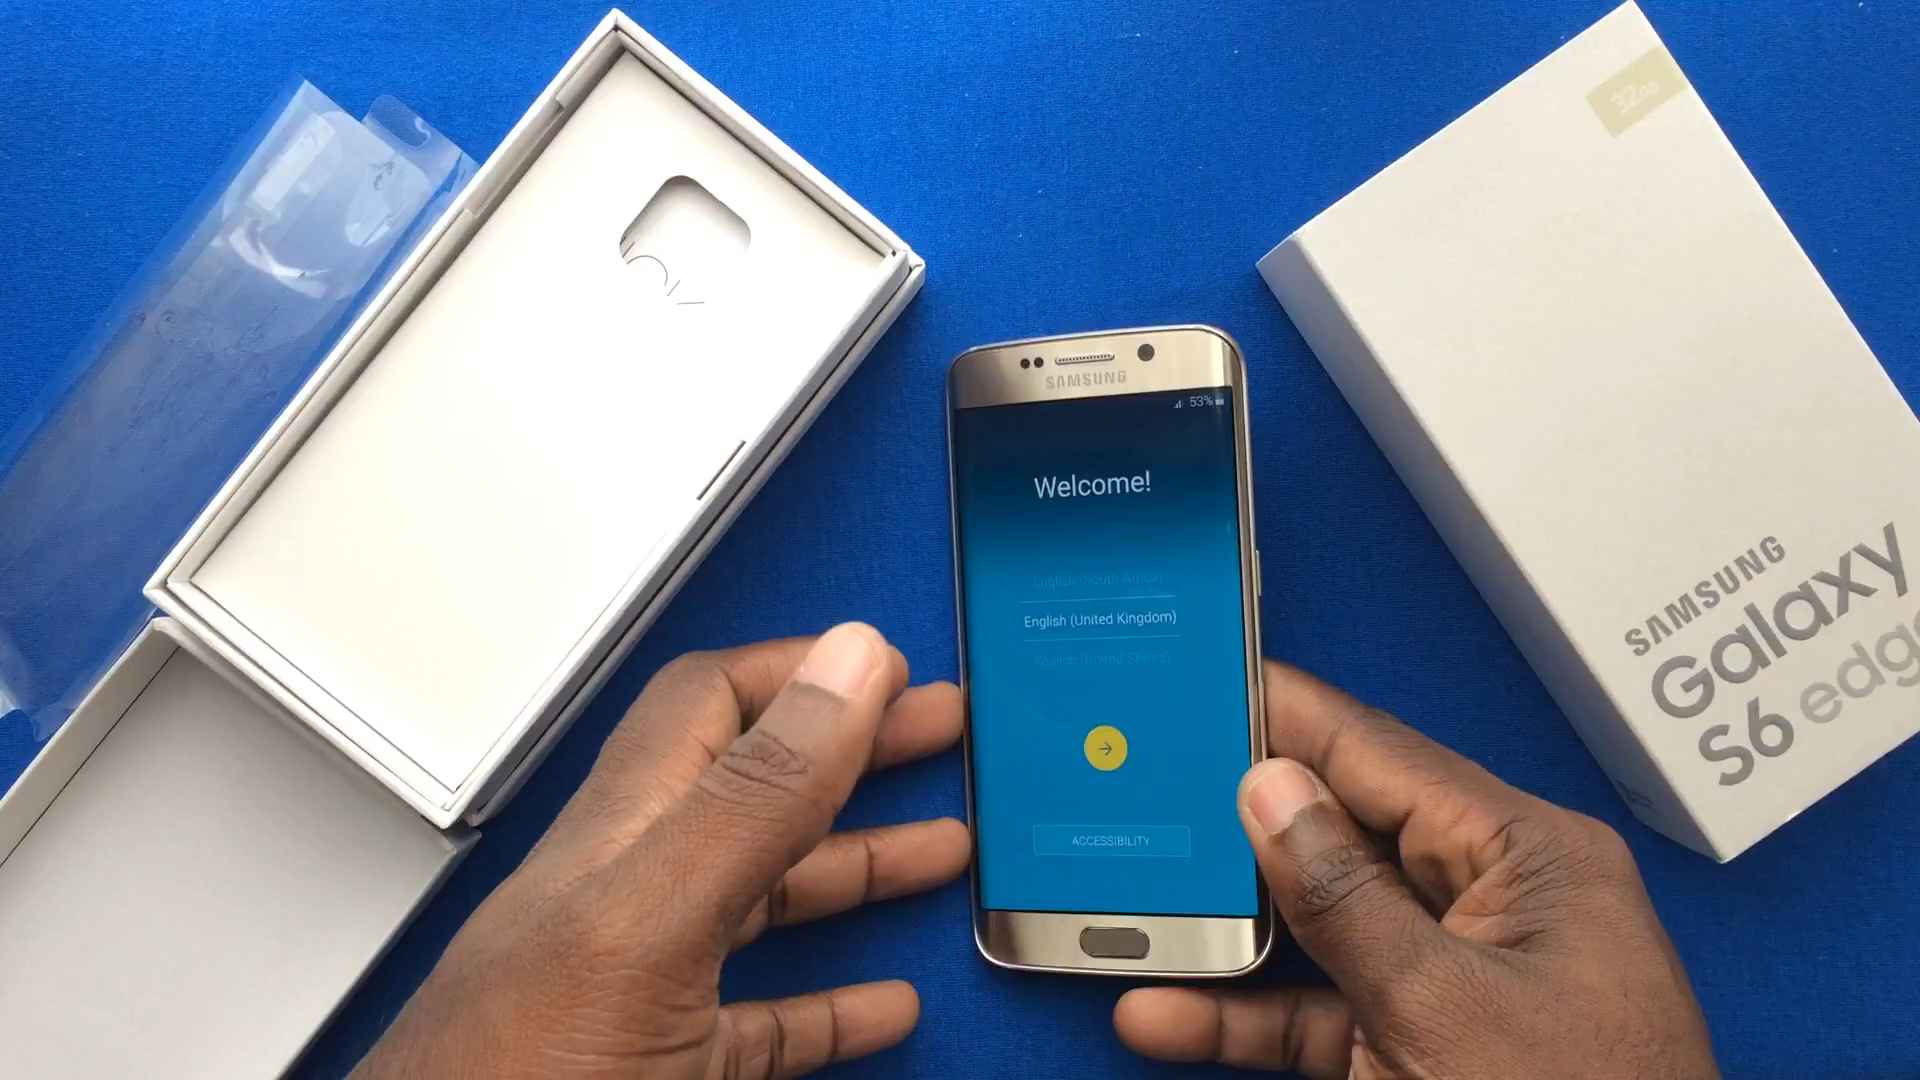 32GB
SAMSUNG
53%
Welcome!
English (South Africa)
English (United Kingdom)
English (United States)
ACCESSIBILITY
SAMSUNG
Galaxy
S6 edge